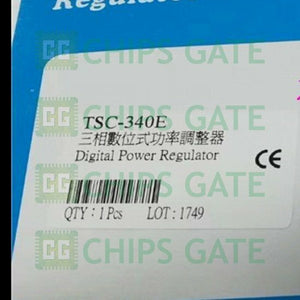 Regulator
CHIPS GATE
TSC-340E
三相數位式功率調整器
Digital Power Regulator
CE
CHIPS GATE
QTY：1 Pcs LOT：1749
CHIPS GATE